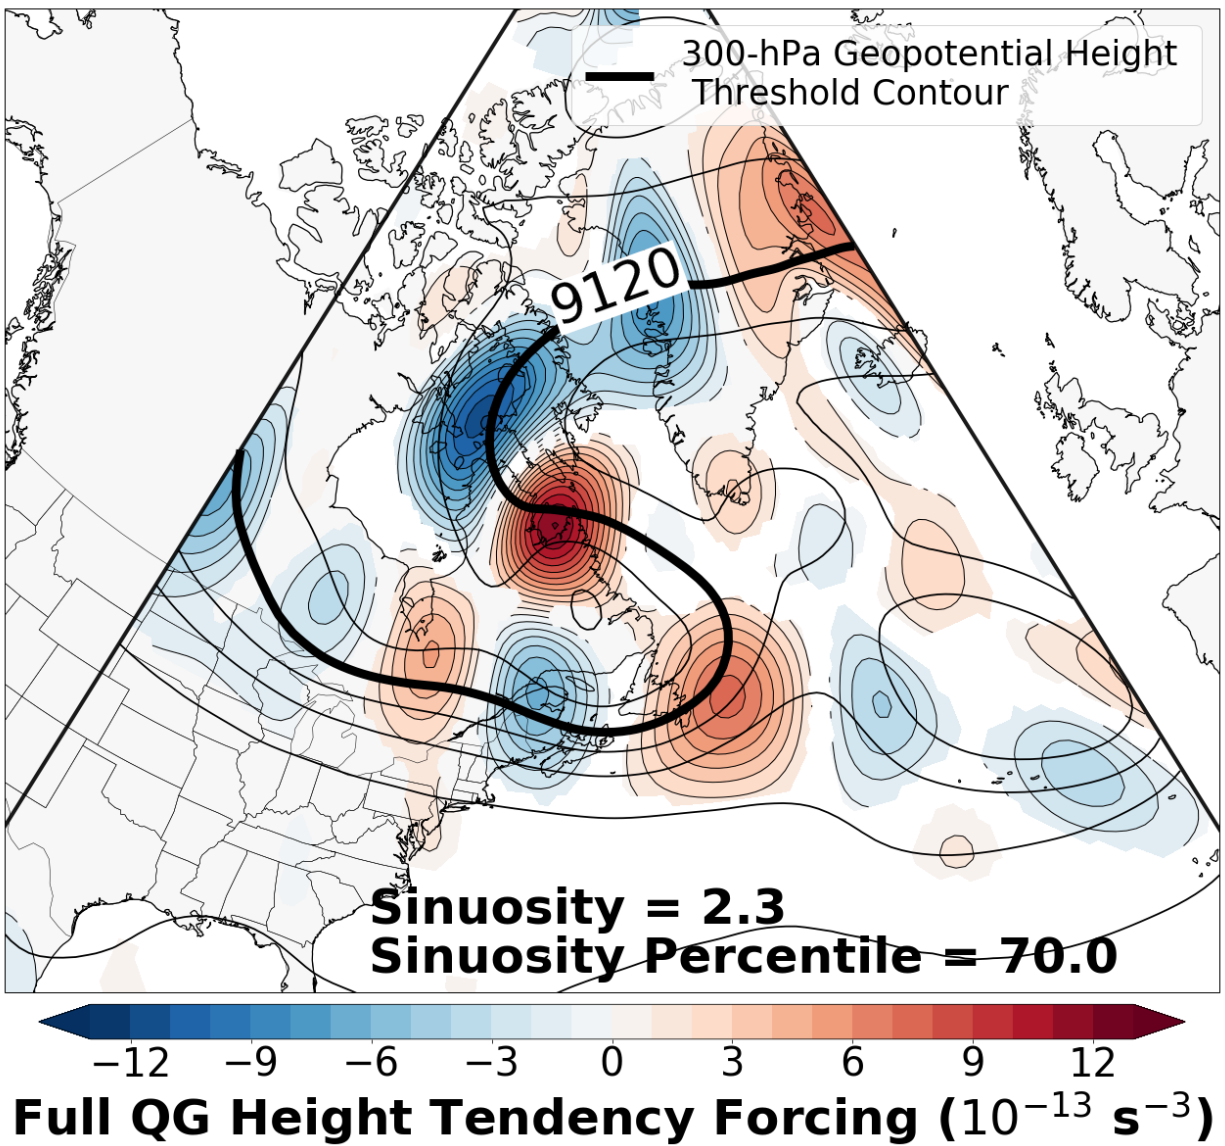 300-hPa Geopotential Height
Threshold Contour
9120
Sinuosity = 2.3
Sinuosity Percentile = 70.0
−12 −9 −6 −3 0 3 6 9 12
Full QG Height Tendency Forcing (10⁻¹³ s⁻³)